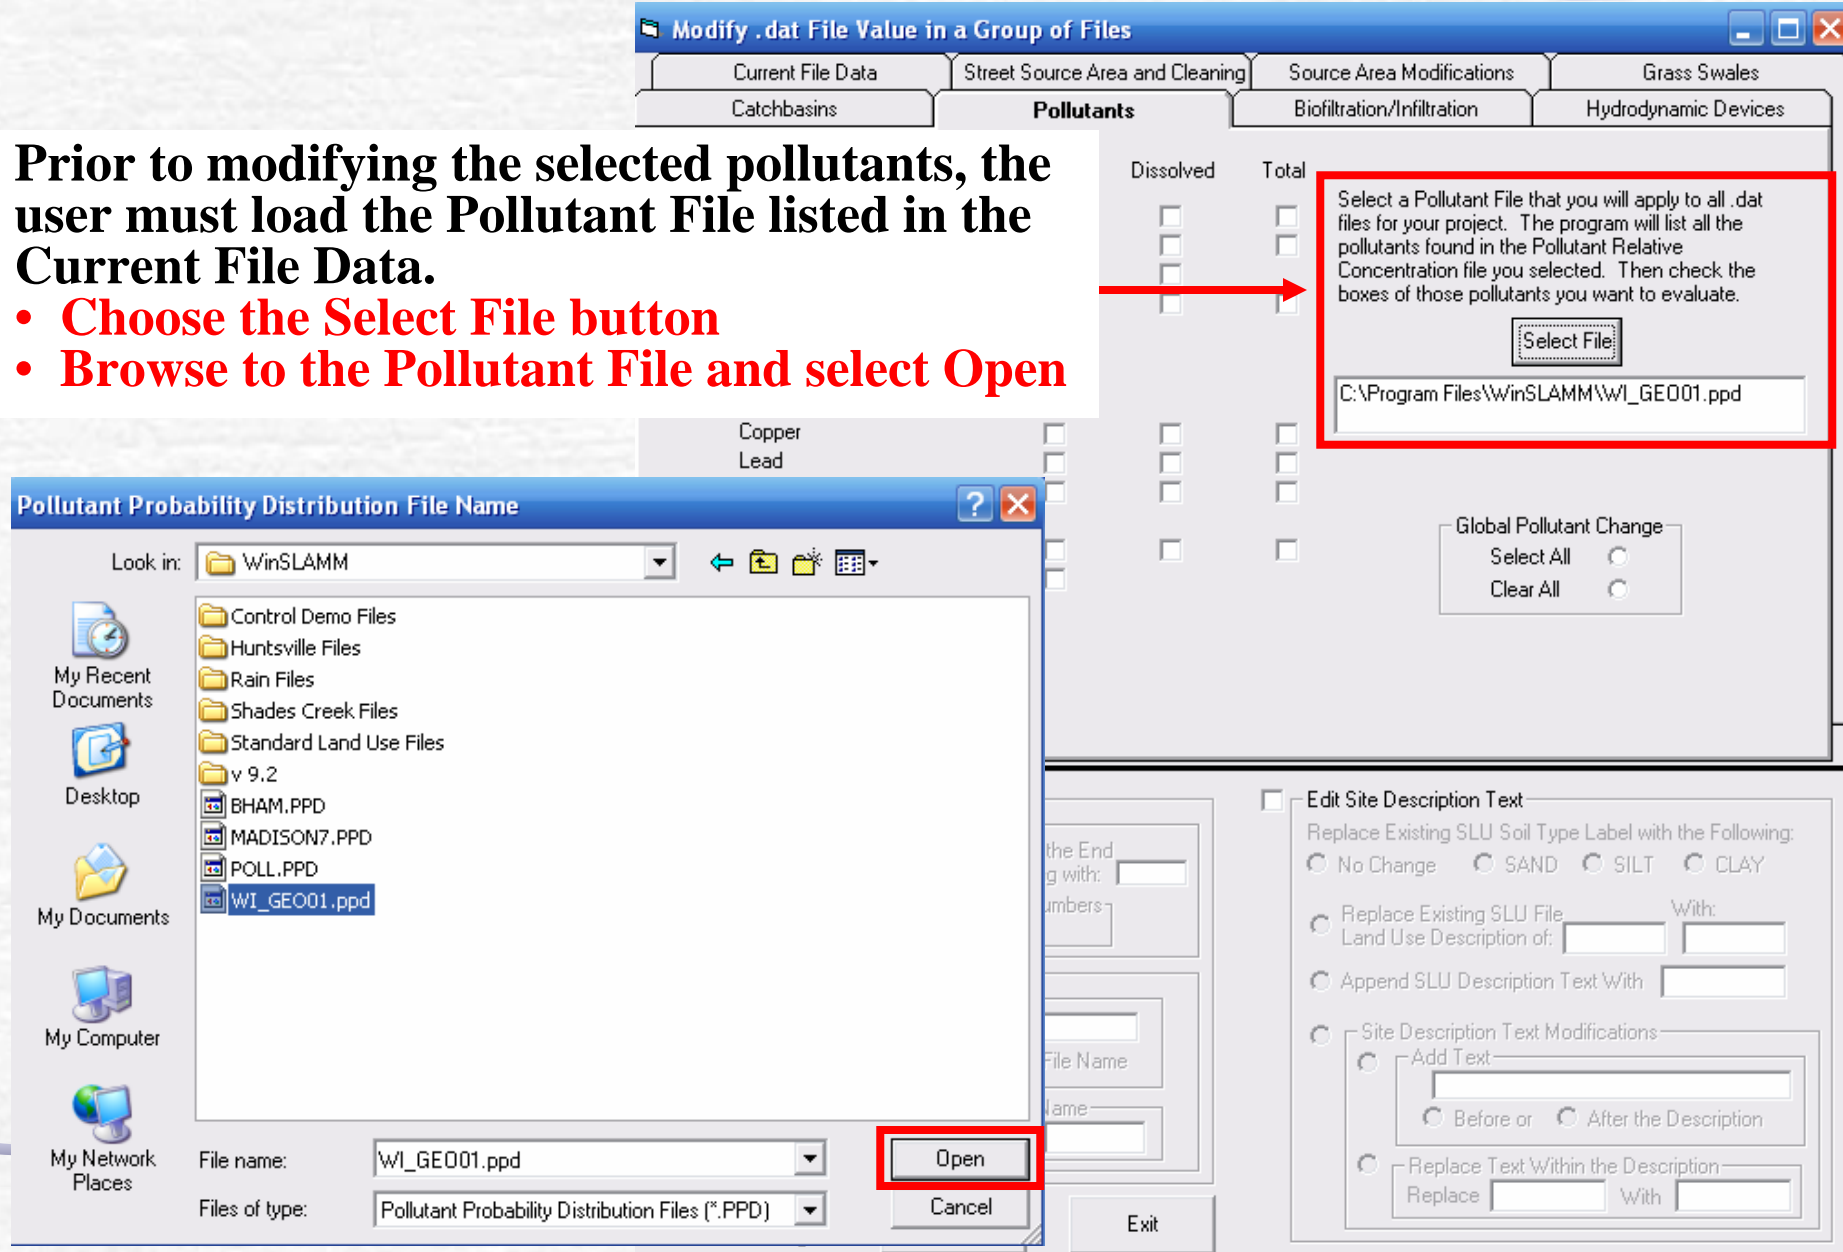 Modify .dat File Value in a Group of Files
Current File Data
Street Source Area and Cleaning
Source Area Modifications
Grass Swales
Catchbasins
Pollutants
Biofiltration/Infiltration
Hydrodynamic Devices
Prior to modifying the selected pollutants, the
user must load the Pollutant File listed in the
Current File Data.
• Choose the Select File button
• Browse to the Pollutant File and select Open
Dissolved
Total
Select a Pollutant File that you will apply to all .dat
files for your project. The program will list all the
pollutants found in the Pollutant Relative
Concentration file you selected. Then check the
boxes of those pollutants you want to evaluate.
Select File
C:\Program Files\WinSLAMM\WI_GEO01.ppd
Copper
Lead
Global Pollutant Change
Select All
Clear All
Pollutant Probability Distribution File Name
Look in:
WinSLAMM
My Recent
Documents
Desktop
My Documents
My Computer
My Network
Places
Control Demo Files
Huntsville Files
Rain Files
Shades Creek Files
Standard Land Use Files
v 9.2
BHAM.PPD
MADISON7.PPD
POLL.PPD
WI_GEO01.ppd
File name:
WI_GEO01.ppd
Open
Files of type:
Pollutant Probability Distribution Files (*.PPD)
Cancel
the End
g with:
umbers
File Name
Name
Exit
Edit Site Description Text
Replace Existing SLU Soil Type Label with the Following:
No Change
SAND
SILT
CLAY
Replace Existing SLU File
Land Use Description of:
With:
Append SLU Description Text With
Site Description Text Modifications
Add Text
Before or
After the Description
Replace Text Within the Description
Replace
With